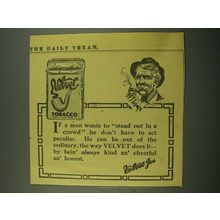 THE DAILY TEXAN.
Velvet
TOBACCO
IF a man wants to "stand out in a
crowd" he don't have to act
peculiar. He can be out of the
ordinary, the way VELVET does it—
by bein' always kind an' cheerful
an' honest.
Velvet Joe